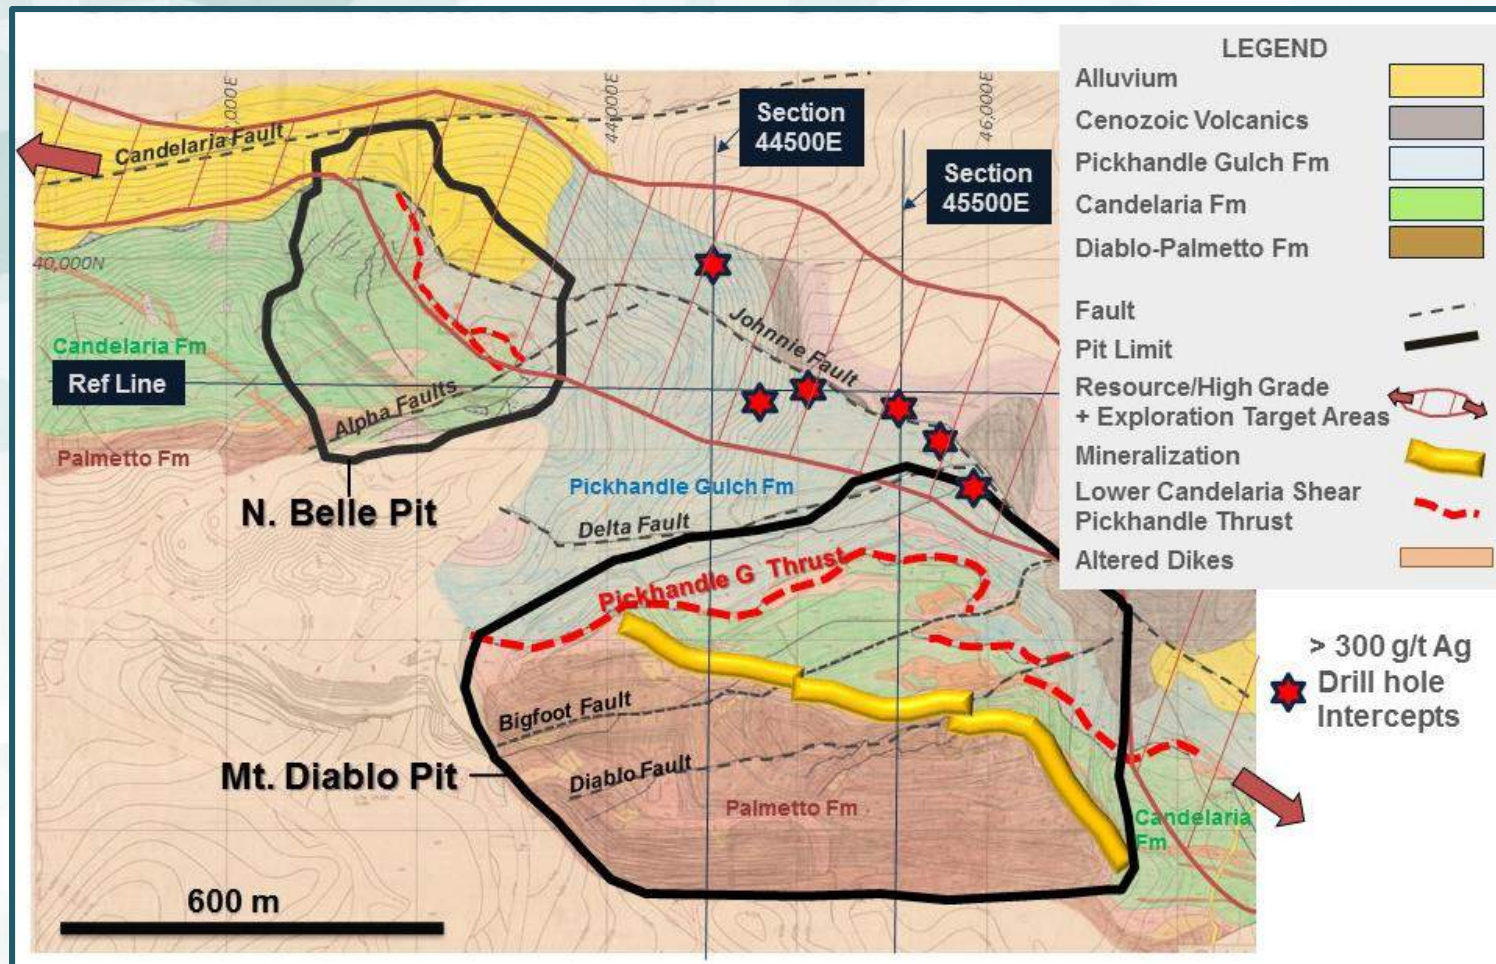 LEGEND
Alluvium
Cenozoic Volcanics
Pickhandle Gulch Fm
Candelaria Fm
Diablo-Palmetto Fm
Fault
Pit Limit
Resource/High Grade
+ Exploration Target Areas
Mineralization
Lower Candelaria Shear
Pickhandle Thrust
Altered Dikes
> 300 g/t Ag
Drill hole
Intercepts
44,000E
46,000E
Section
44500E
Section
45500E
Candelaria Fault
40,000N
Candelaria Fm
Ref Line
Johnnie Fault
Alpha Faults
Palmetto Fm
N. Belle Pit
Pickhandle Gulch Fm
Delta Fault
Pickhandle G Thrust
Bigfoot Fault
Diablo Fault
Mt. Diablo Pit
Palmetto Fm
Candelaria
Fm
600 m